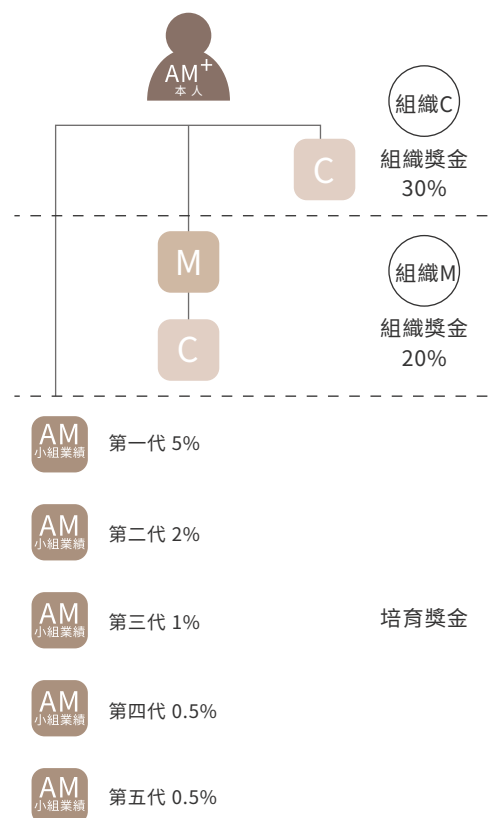 AM+
本人
組織C
C
組織獎金
30%
M
組織M
組織獎金
C
20%
AM
小組業績
第一代 5%
AM
小組業績
第二代 2%
AM
小組業績
第三代 1%
培育獎金
AM
小組業績
第四代 0.5%
AM
小組業績
第五代 0.5%